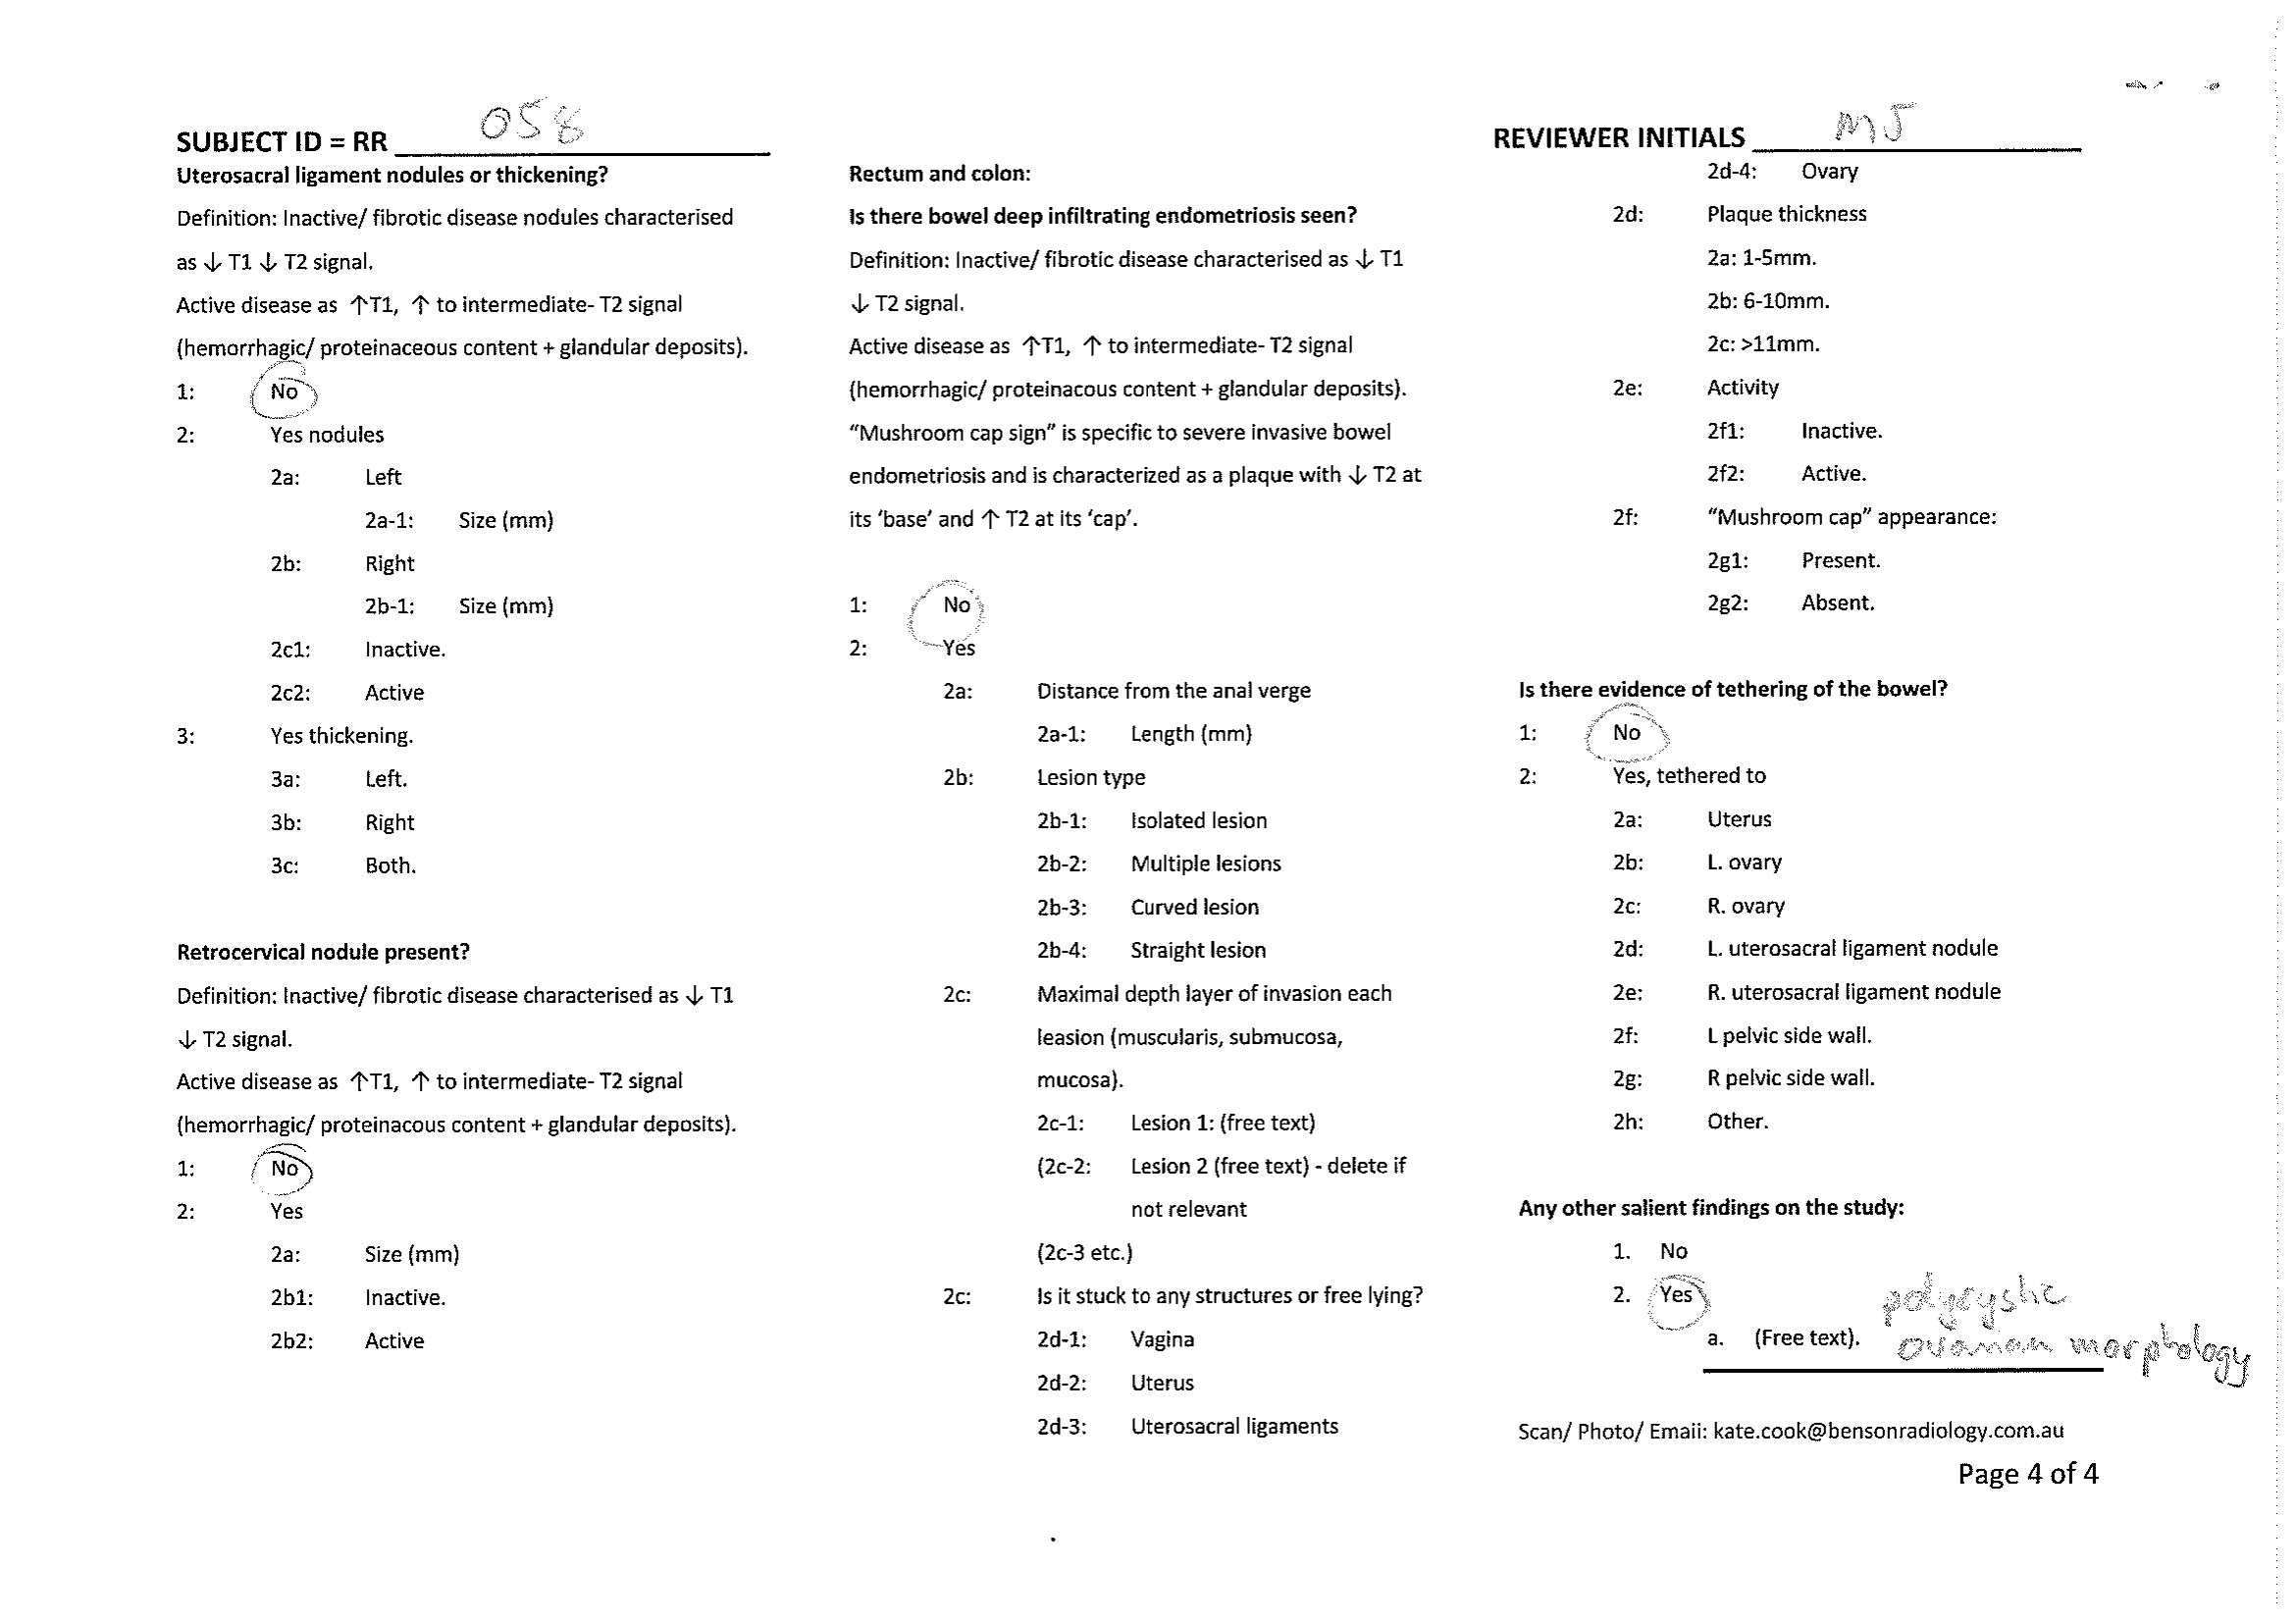 SUBJECT ID = RR 058
Uterosacral ligament nodules or thickening?
Definition: Inactive/ fibrotic disease nodules characterised
as ↓ T1 ↓ T2 signal.
Active disease as ↑T1, ↑ to intermediate- T2 signal
(hemorrhagic/ proteinaceous content + glandular deposits).
1: No
2: Yes nodules
2a: Left
2a-1: Size (mm)
2b: Right
2b-1: Size (mm)
2c1: Inactive.
2c2: Active
3: Yes thickening.
3a: Left.
3b: Right
3c: Both.
Retrocervical nodule present?
Definition: Inactive/ fibrotic disease characterised as ↓ T1
↓ T2 signal.
Active disease as ↑T1, ↑ to intermediate- T2 signal
(hemorrhagic/ proteinacous content + glandular deposits).
1: No
2: Yes
2a: Size (mm)
2b1: Inactive.
2b2: Active
Rectum and colon:
Is there bowel deep infiltrating endometriosis seen?
Definition: Inactive/ fibrotic disease characterised as ↓ T1
↓ T2 signal.
Active disease as ↑T1, ↑ to intermediate- T2 signal
(hemorrhagic/ proteinacous content + glandular deposits).
“Mushroom cap sign” is specific to severe invasive bowel
endometriosis and is characterized as a plaque with ↓ T2 at
its ‘base’ and ↑ T2 at its ‘cap’.
1: No
2: Yes
2a: Distance from the anal verge
2a-1: Length (mm)
2b: Lesion type
2b-1: Isolated lesion
2b-2: Multiple lesions
2b-3: Curved lesion
2b-4: Straight lesion
2c: Maximal depth layer of invasion each
leasion (muscularis, submucosa,
mucosa).
2c-1: Lesion 1: (free text)
(2c-2: Lesion 2 (free text) - delete if
not relevant
(2c-3 etc.)
2c: Is it stuck to any structures or free lying?
2d-1: Vagina
2d-2: Uterus
2d-3: Uterosacral ligaments
REVIEWER INITIALS MJ
2d-4: Ovary
2d: Plaque thickness
2a: 1-5mm.
2b: 6-10mm.
2c: >11mm.
2e: Activity
2f1: Inactive.
2f2: Active.
2f: “Mushroom cap” appearance:
2g1: Present.
2g2: Absent.
Is there evidence of tethering of the bowel?
1: No
2: Yes, tethered to
2a: Uterus
2b: L. ovary
2c: R. ovary
2d: L. uterosacral ligament nodule
2e: R. uterosacral ligament nodule
2f: L pelvic side wall.
2g: R pelvic side wall.
2h: Other.
Any other salient findings on the study:
1. No
2. Yes
polycystic
a. (Free text). ovarian morphology
Scan/ Photo/ Email: kate.cook@bensonradiology.com.au
Page 4 of 4